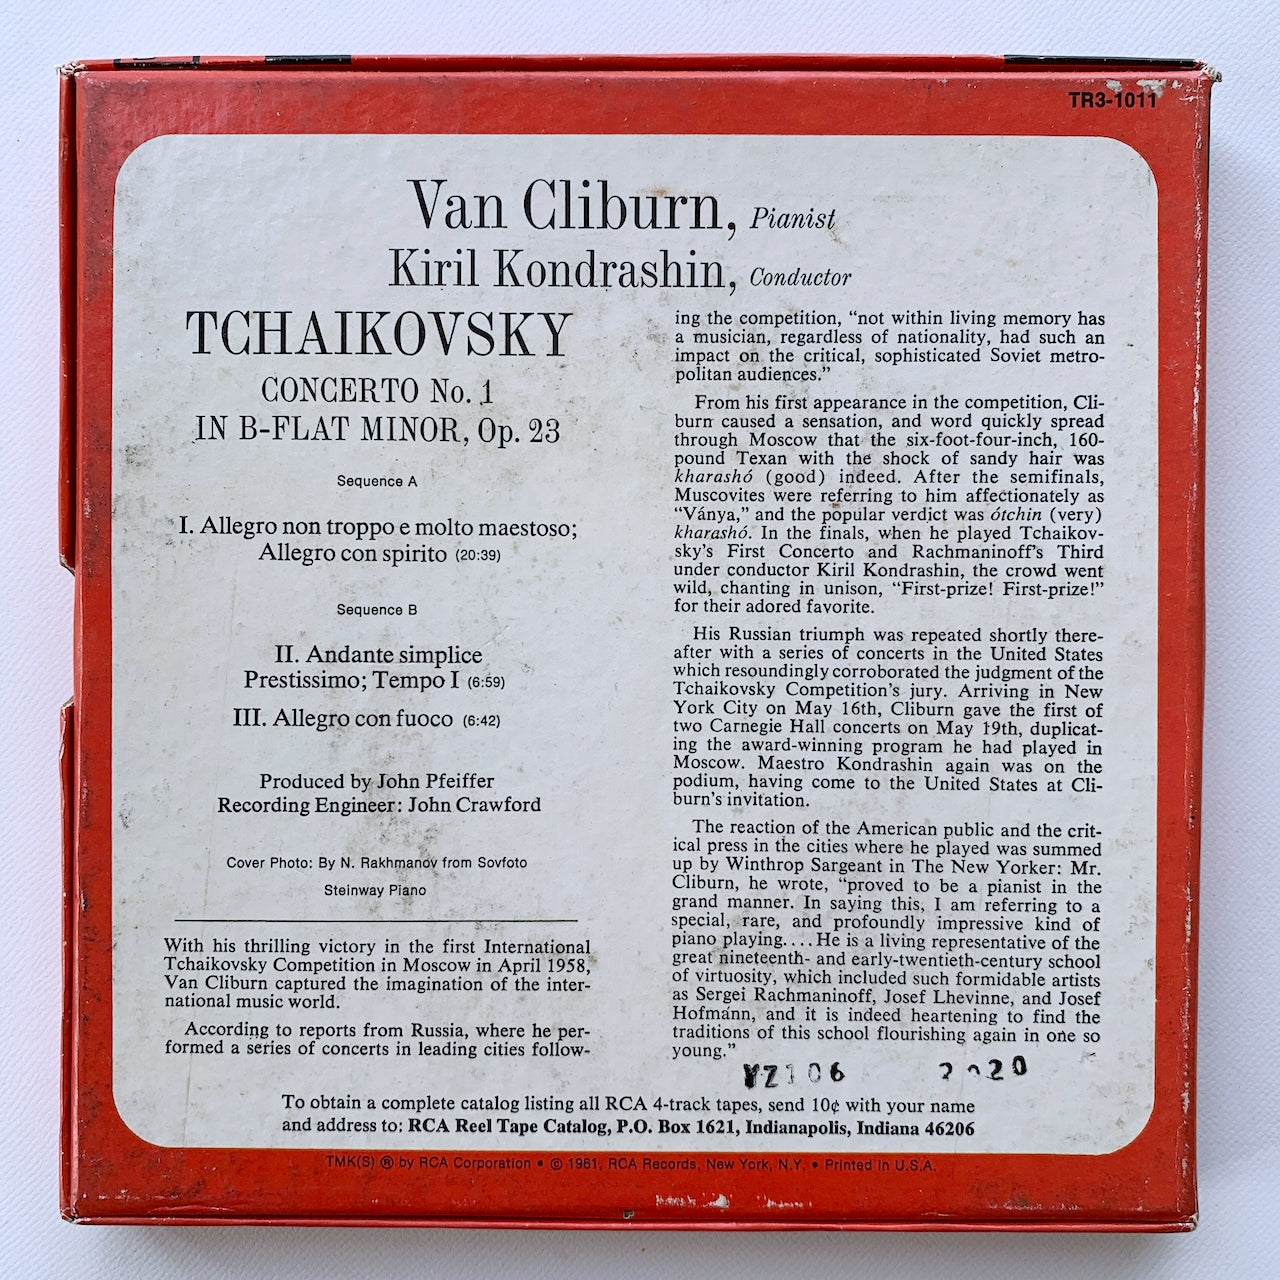 TR3-1011
Van Cliburn, Pianist
Kiril Kondrashin, Conductor
TCHAIKOVSKY
CONCERTO No. 1
IN B-FLAT MINOR, Op. 23
Sequence A
I. Allegro non troppo e molto maestoso;
Allegro con spirito (20:39)
Sequence B
II. Andante simplice
Prestissimo; Tempo I (6:59)
III. Allegro con fuoco (6:42)
Produced by John Pfeiffer
Recording Engineer: John Crawford
Cover Photo: By N. Rakhmanov from Sovfoto
Steinway Piano
With his thrilling victory in the first International
Tchaikovsky Competition in Moscow in April 1958,
Van Cliburn captured the imagination of the inter-
national music world.
According to reports from Russia, where he per-
formed a series of concerts in leading cities follow-
ing the competition, “not within living memory has
a musician, regardless of nationality, had such an
impact on the critical, sophisticated Soviet metro-
politan audiences.”
From his first appearance in the competition, Cli-
burn caused a sensation, and word quickly spread
through Moscow that the six-foot-four-inch, 160-
pound Texan with the shock of sandy hair was
kharashó (good) indeed. After the semifinals,
Muscovites were referring to him affectionately as
“Ványa,” and the popular verdict was ótchin (very)
kharashó. In the finals, when he played Tchaikov-
sky’s First Concerto and Rachmaninoff’s Third
under conductor Kiril Kondrashin, the crowd went
wild, chanting in unison, “First-prize! First-prize!”
for their adored favorite.
His Russian triumph was repeated shortly there-
after with a series of concerts in the United States
which resoundingly corroborated the judgment of the
Tchaikovsky Competition’s jury. Arriving in New
York City on May 16th, Cliburn gave the first of
two Carnegie Hall concerts on May 19th, duplicat-
ing the award-winning program he had played in
Moscow. Maestro Kondrashin again was on the
podium, having come to the United States at Cli-
burn’s invitation.
The reaction of the American public and the crit-
ical press in the cities where he played was summed
up by Winthrop Sargeant in The New Yorker: Mr.
Cliburn, he wrote, “proved to be a pianist in the
grand manner. In saying this, I am referring to a
special, rare, and profoundly impressive kind of
piano playing.... He is a living representative of the
great nineteenth- and early-twentieth-century school
of virtuosity, which included such formidable artists
as Sergei Rachmaninoff, Josef Lhevinne, and Josef
Hofmann, and it is indeed heartening to find the
traditions of this school flourishing again in one so
young.”
To obtain a complete catalog listing all RCA 4-track tapes, send 10¢ with your name
and address to: RCA Reel Tape Catalog, P.O. Box 1621, Indianapolis, Indiana 46206
TMK(S) ® by RCA Corporation • © 1961, RCA Records, New York, N.Y. • Printed in U.S.A.